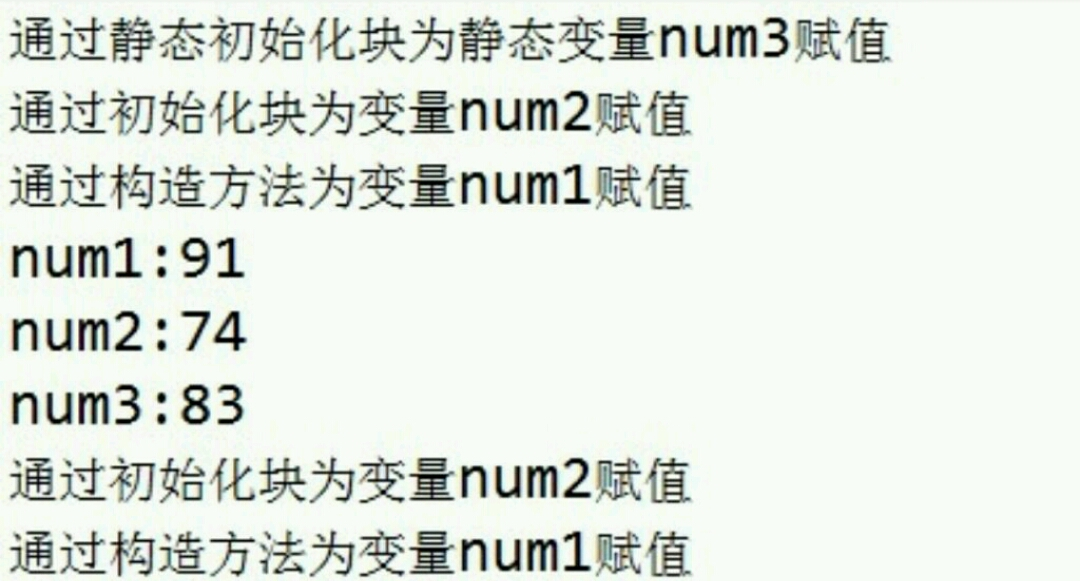 通过静态初始化块为静态变量num3赋值
通过初始化块为变量num2赋值
通过构造方法为变量num1赋值
num1:91
num2:74
num3:83
通过初始化块为变量num2赋值
通过构造方法为变量num1赋值